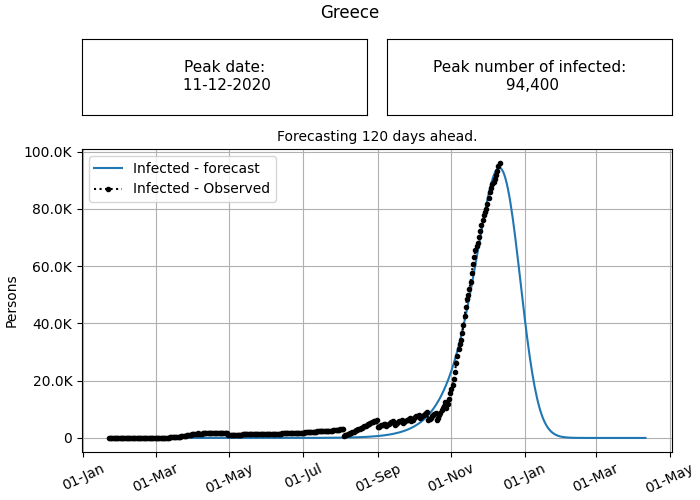 Greece
Peak date:
11-12-2020
Peak number of infected:
94,400
Forecasting 120 days ahead.
Infected - forecast
Infected - Observed
Persons
100.0K
80.0K
60.0K
40.0K
20.0K
0
01-Jan
01-Mar
01-May
01-Jul
01-Sep
01-Nov
01-Jan
01-Mar
01-May